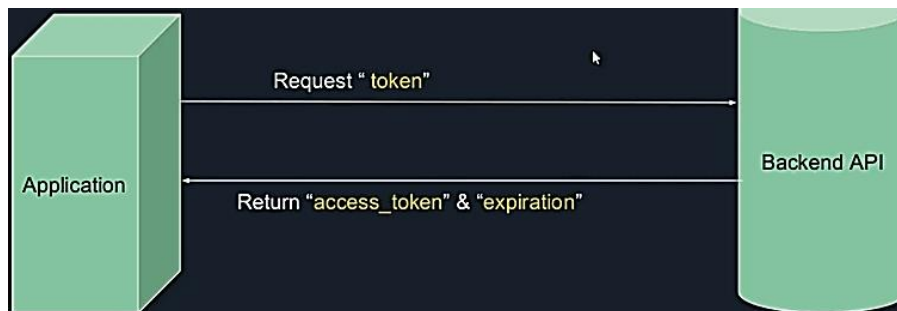 Request “ token”
Application
Backend API
Return “access_token” & “expiration”